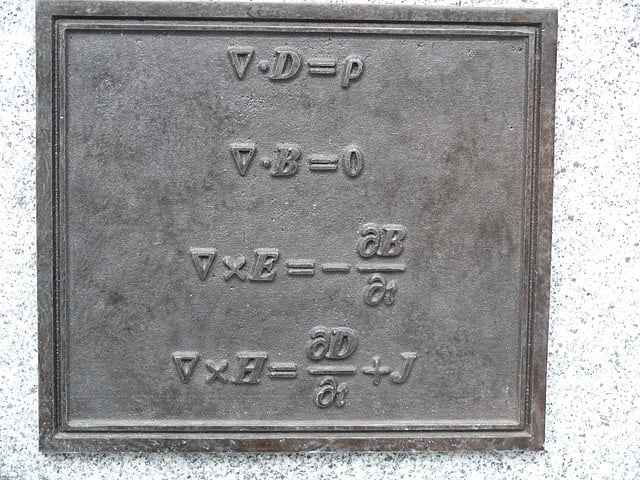 ∇·D=ρ
∇·B=0
∇×E=−∂B/∂t
∇×H=∂D/∂t+J